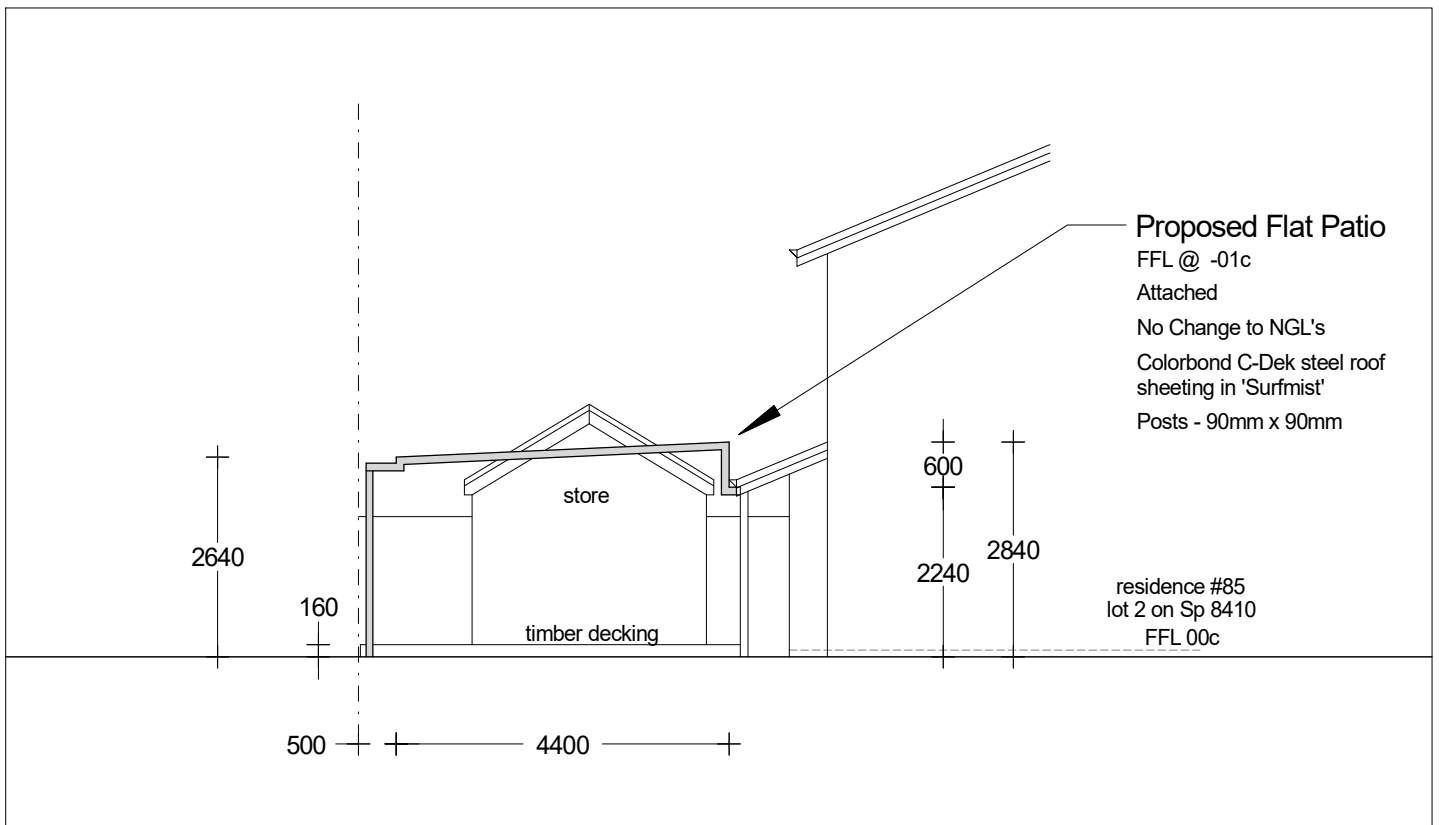 Proposed Flat Patio
FFL @ -01c
Attached
No Change to NGL's
Colorbond C-Dek steel roof
sheeting in 'Surfmist'
Posts - 90mm x 90mm
600
store
2640
2840
2240
160
residence #85
lot 2 on Sp 8410
timber decking
FFL 00c
500
4400